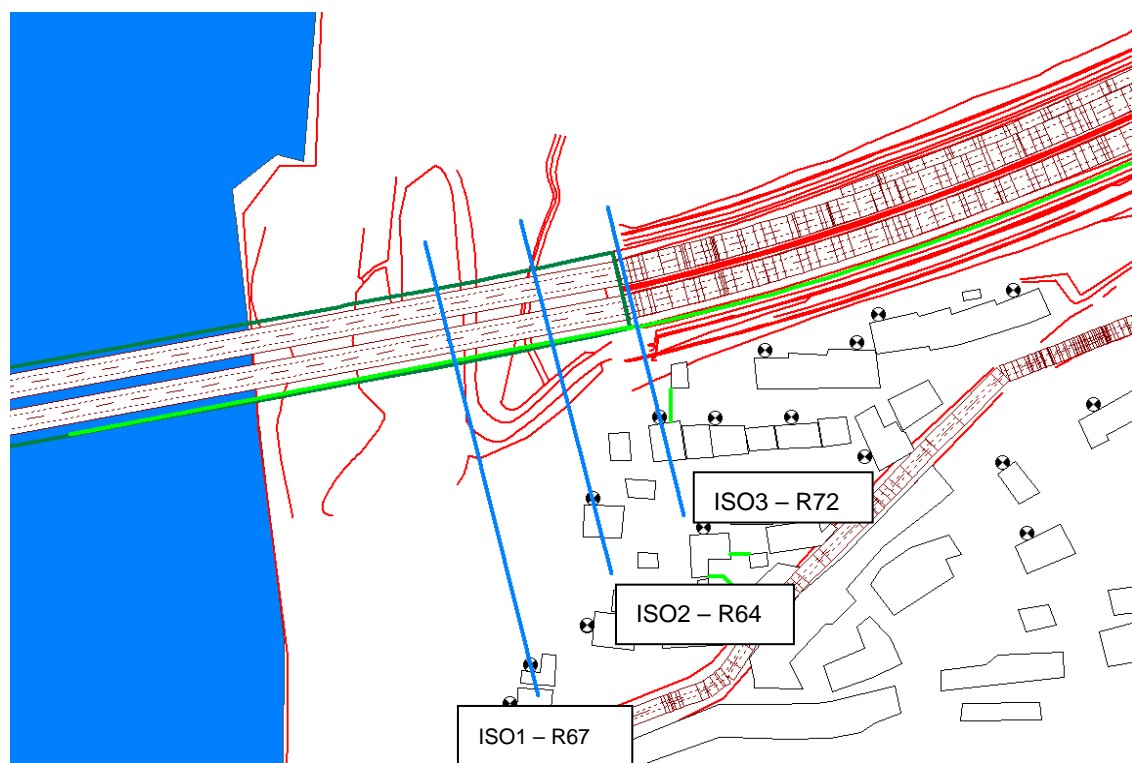 ISO3 – R72
ISO2 – R64
ISO1 – R67